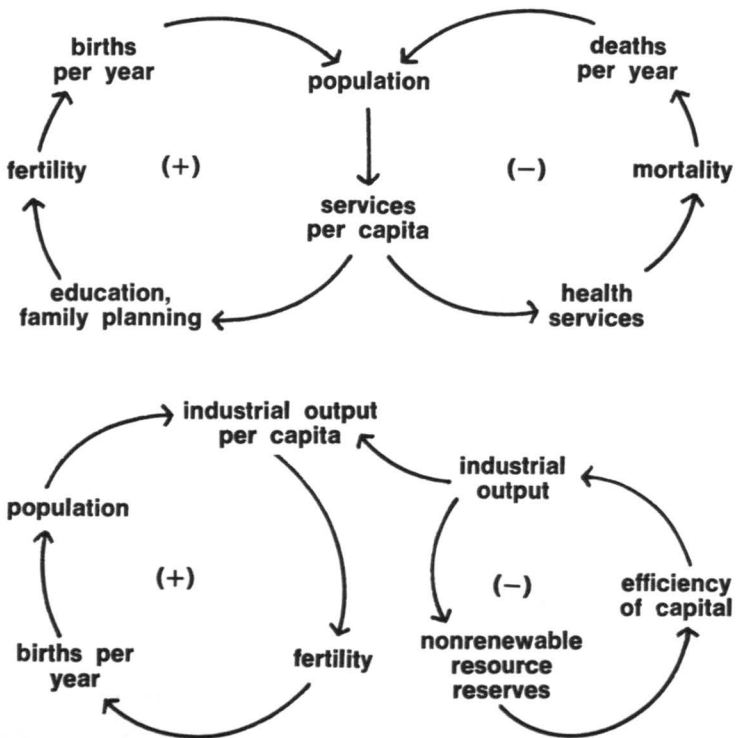 births
per year
population
deaths
per year
fertility
(+)
(−)
mortality
services
per capita
education,
family planning
health
services
industrial output
per capita
industrial
output
population
(+)
(−)
efficiency
of capital
births per
year
fertility
nonrenewable
resource
reserves